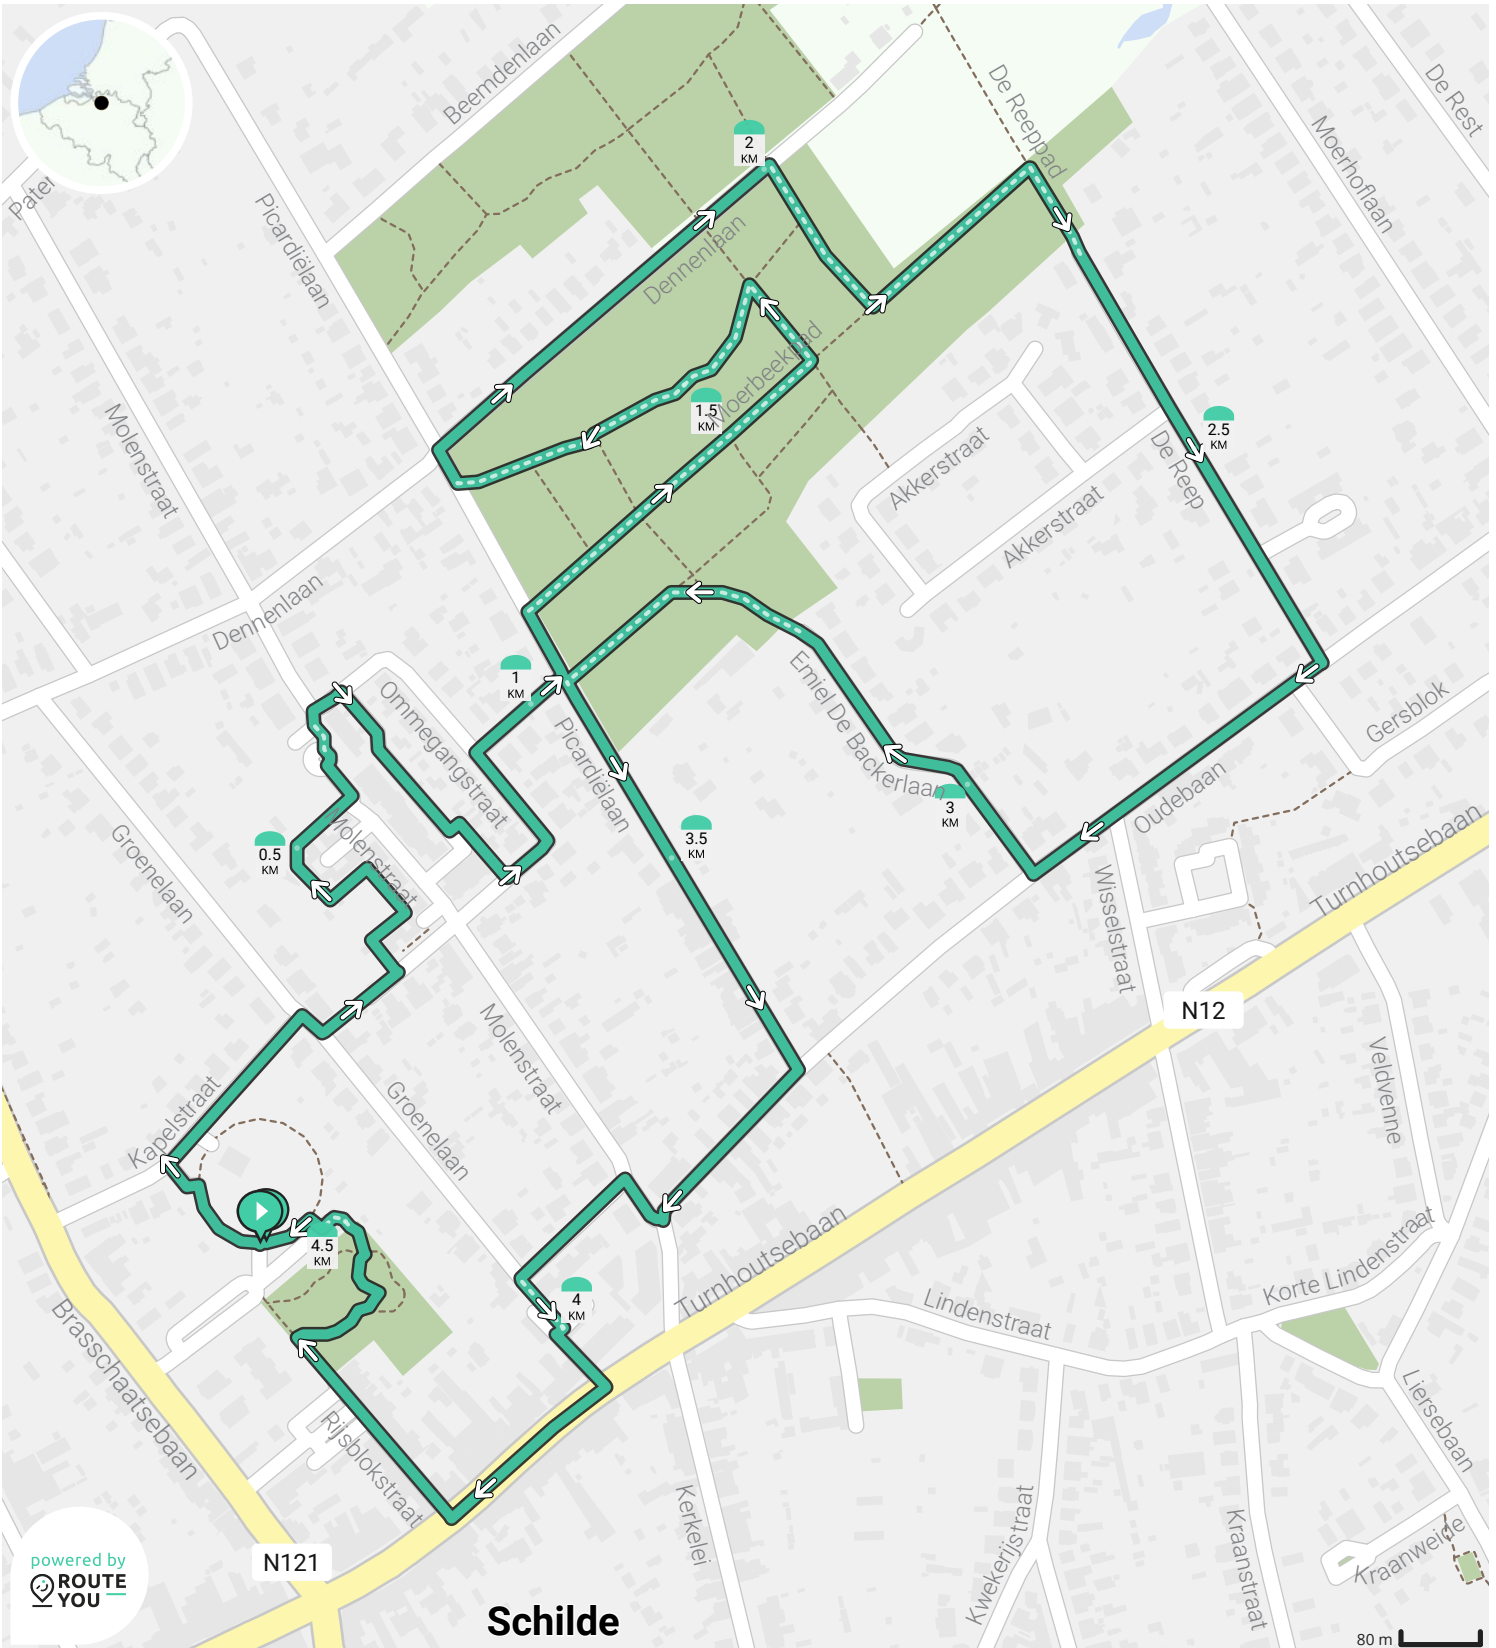 Beemdenlaan
De Rest
De Reeppad
Moerhoflaan
2
KM
Pater
Picardiëlaan
Dennenlaan
Moerbeekpad
1.5
KM
2.5
KM
Molenstraat
Akkerstraat
De Reep
Akkerstraat
Dennenlaan
1
KM
Ommegangstraat
Emiel De Backerlaan
Gersblok
Picardiëlaan
Oudebaan
3
KM
3.5
KM
0.5
KM
Molenstraat
Groenelaan
Turnhoutsebaan
Wisselstraat
N12
Molenstraat
Veldvenne
Kapelstraat
Groenelaan
4.5
KM
Turnhoutsebaan
4
KM
Korte Lindenstraat
Lindenstraat
Brasschaatsebaan
Liersebaan
Rijsblokstraat
Kerkelei
Kwekerijstraat
Kraanstraat
Kraanweide
N121
powered by
ROUTE
YOU
Schilde
80 m